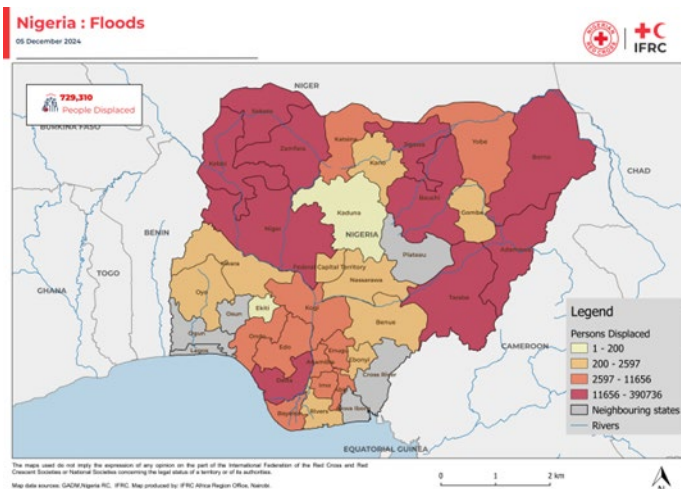 Nigeria : Floods
05 December 2024
NIGERIAN RED CROSS
IFRC
729,310
People Displaced
NIGER
BURKINA FASO
CHAD
BENIN
TOGO
GHANA
NIGERIA
CAMEROON
EQUATORIAL GUINEA
Sokoto
Zamfara
Kebbi
Katsina
Kano
Jigawa
Yobe
Borno
Bauchi
Gombe
Kaduna
Niger
Plateau
Adamawa
Federal Capital Territory
Nassarawa
Taraba
Kwara
Oyo
Osun
Ekiti
Kogi
Benue
Ogun
Lagos
Ondo
Edo
Enugu
Anambra
Ebonyi
Cross River
Delta
Imo
Bayelsa
Rivers
Legend
Persons Displaced
1 - 200
200 - 2597
2597 - 11656
11656 - 390736
Neighbouring states
Rivers
The maps used do not imply the expression of any opinion on the part of the International Federation of the Red Cross and Red
Crescent Societies or National Societies concerning the legal status of a territory or of its authorities.
Map data sources: GADM,Nigeria RC, IFRC. Map produced by: IFRC Africa Region Office, Nairobi.
0 1 2 km
N